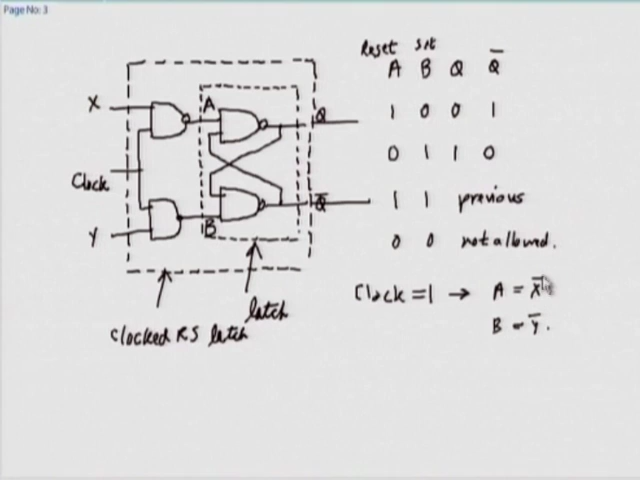 Page No: 3
Reset Set
A B Q Q̅
X
A
Q
1 0 0 1
0 1 1 0
Clock
Y
B
Q̅
1 1 previous
0 0 not allowed.
Clock = 1 → A = X̅
B = Y̅.
latch
Clocked RS latch